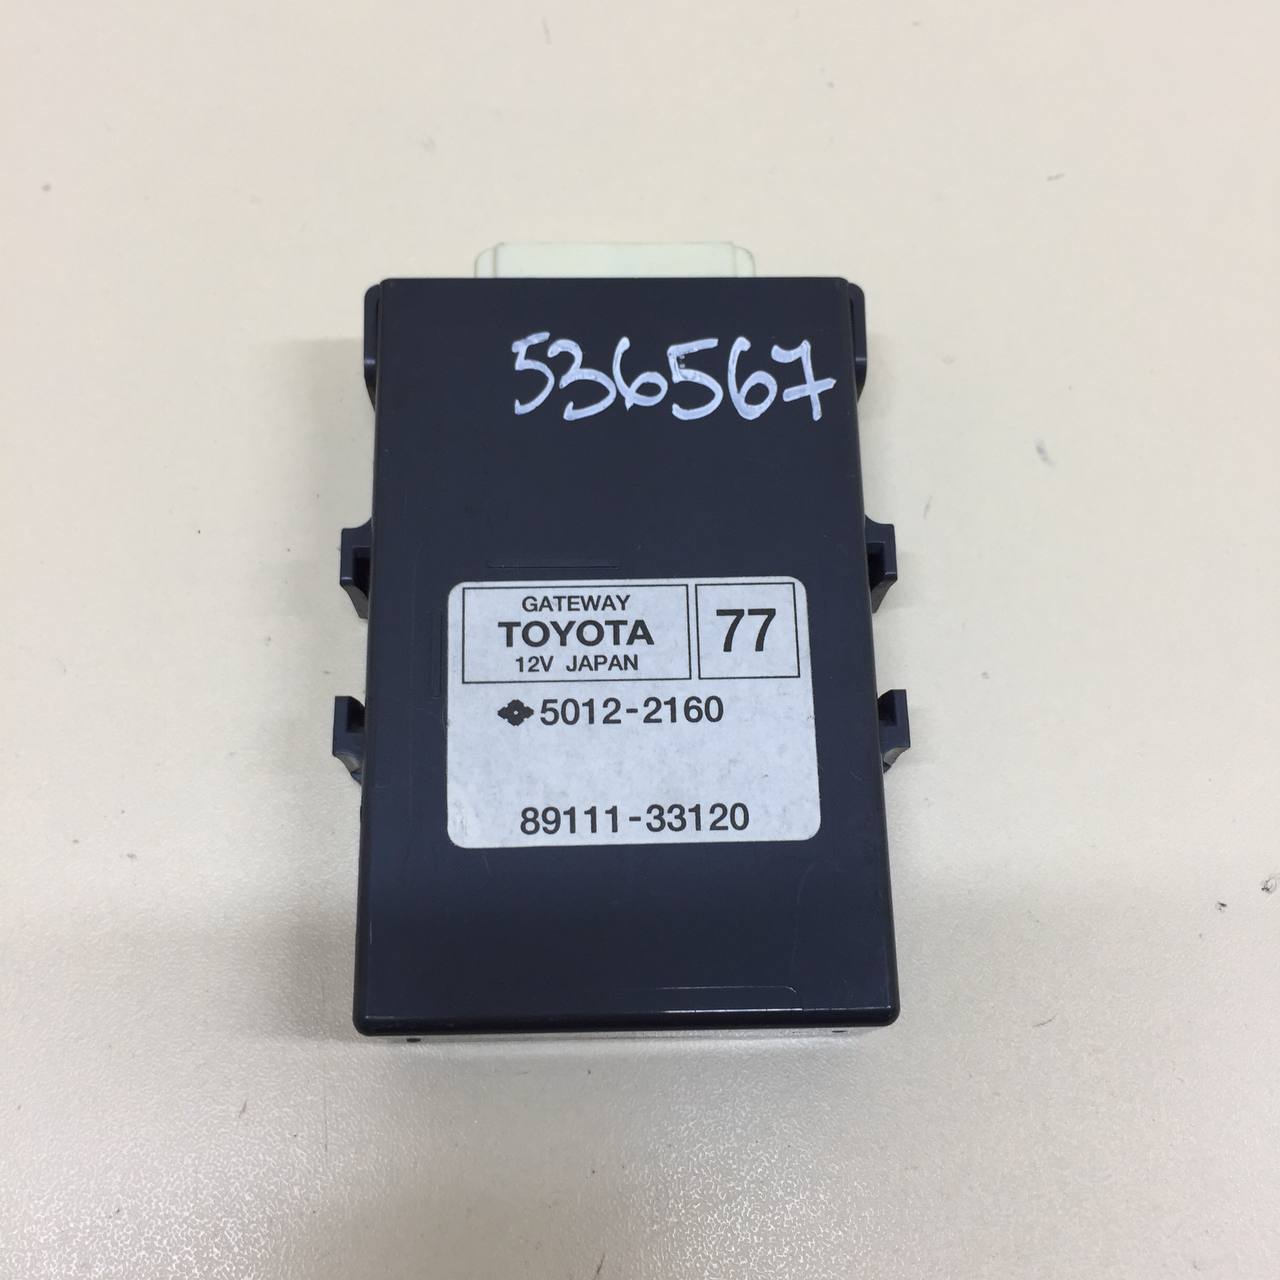 536567
GATEWAY
TOYOTA
12V JAPAN
77
5012-2160
89111-33120